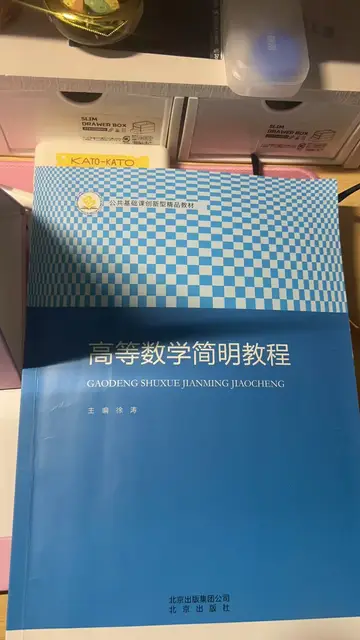 SLIM
DRAWER BOX
SLIM
DRAWER BOX
KATO-KATO
公共基础课创新型精品教材
高等数学简明教程
GAODENG SHUXUE JIANMING JIAOCHENG
主 编 徐 涛
北京出版集团公司
北 京 出 版 社